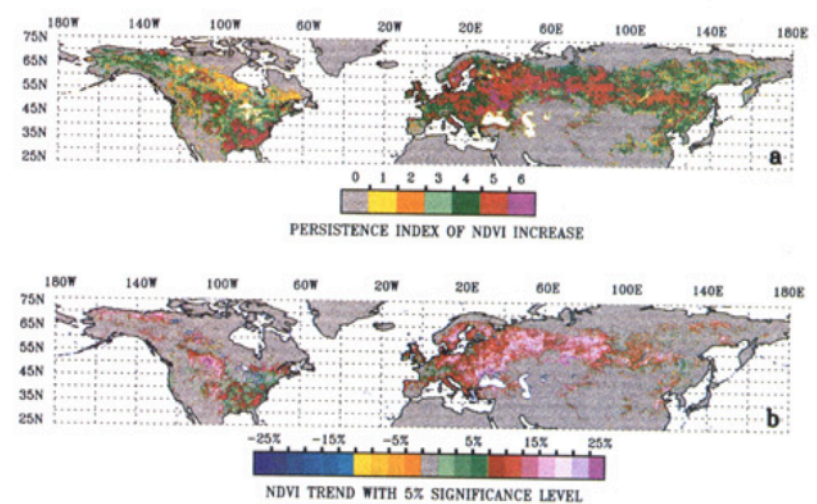 180W 140W 100W 60W 20W 20E 60E 100E 140E 180E
75N
65N
55N
45N
35N
25N
a
0 1 2 3 4 5 6
PERSISTENCE INDEX OF NDVI INCREASE
180W 140W 100W 60W 20W 20E 60E 100E 140E 180E
75N
65N
55N
45N
35N
25N
b
-25% -15% -5% 5% 15% 25%
NDVI TREND WITH 5% SIGNIFICANCE LEVEL